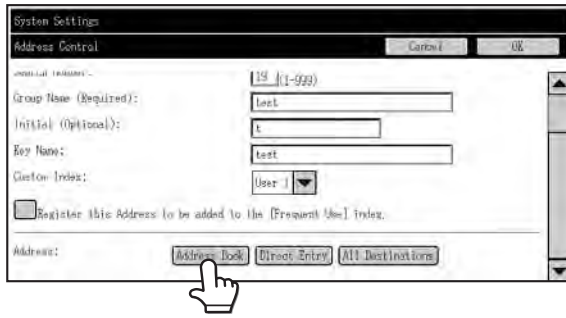 System Settings
Address Control Cancel OK
19 (1-999)
Group Name (Required): test
Initial (Optional): t
Key Name: test
Custom Index: User 1
Register this Address to be added to the [Frequent Use] index.
Address: Address Book Direct Entry All Destinations